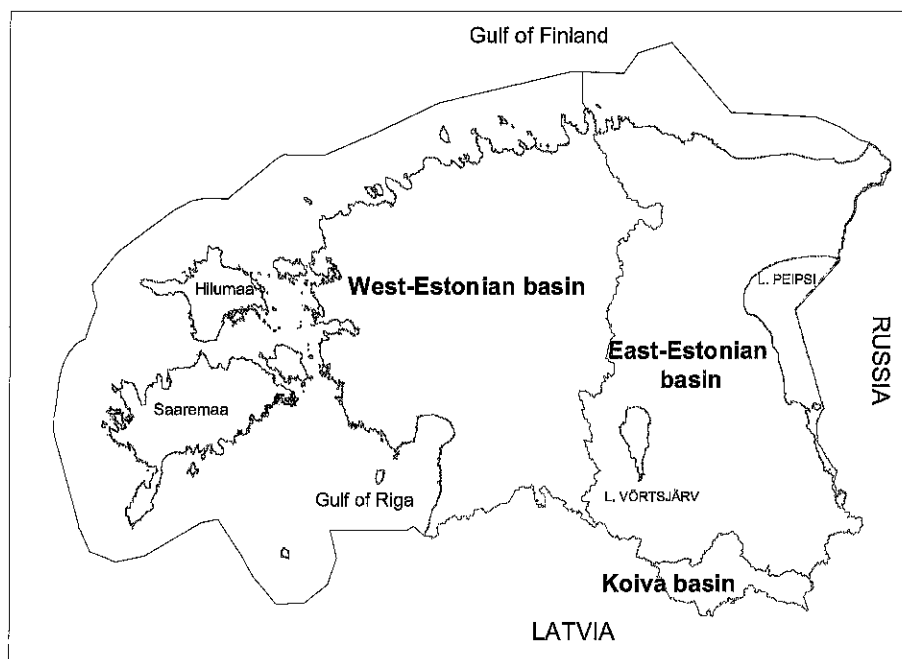 Gulf of Finland
Hilumaa
West-Estonian basin
L. PEIPSI
RUSSIA
East-Estonian
basin
Saaremaa
Gulf of Riga
L. VÖRTSJÄRV
Koiva basin
LATVIA